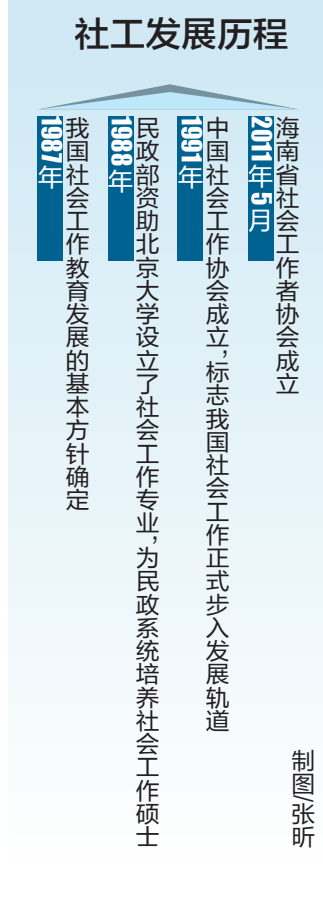 社工发展历程
1987年
我国社会工作教育发展的基本方针确定
1988年
民政部资助北京大学设立了社会工作专业，为民政系统培养社会工作硕士
1991年
中国社会工作协会成立，标志我国社会工作正式步入发展轨道
2011年5月
海南省社会工作者协会成立
制图/张昕